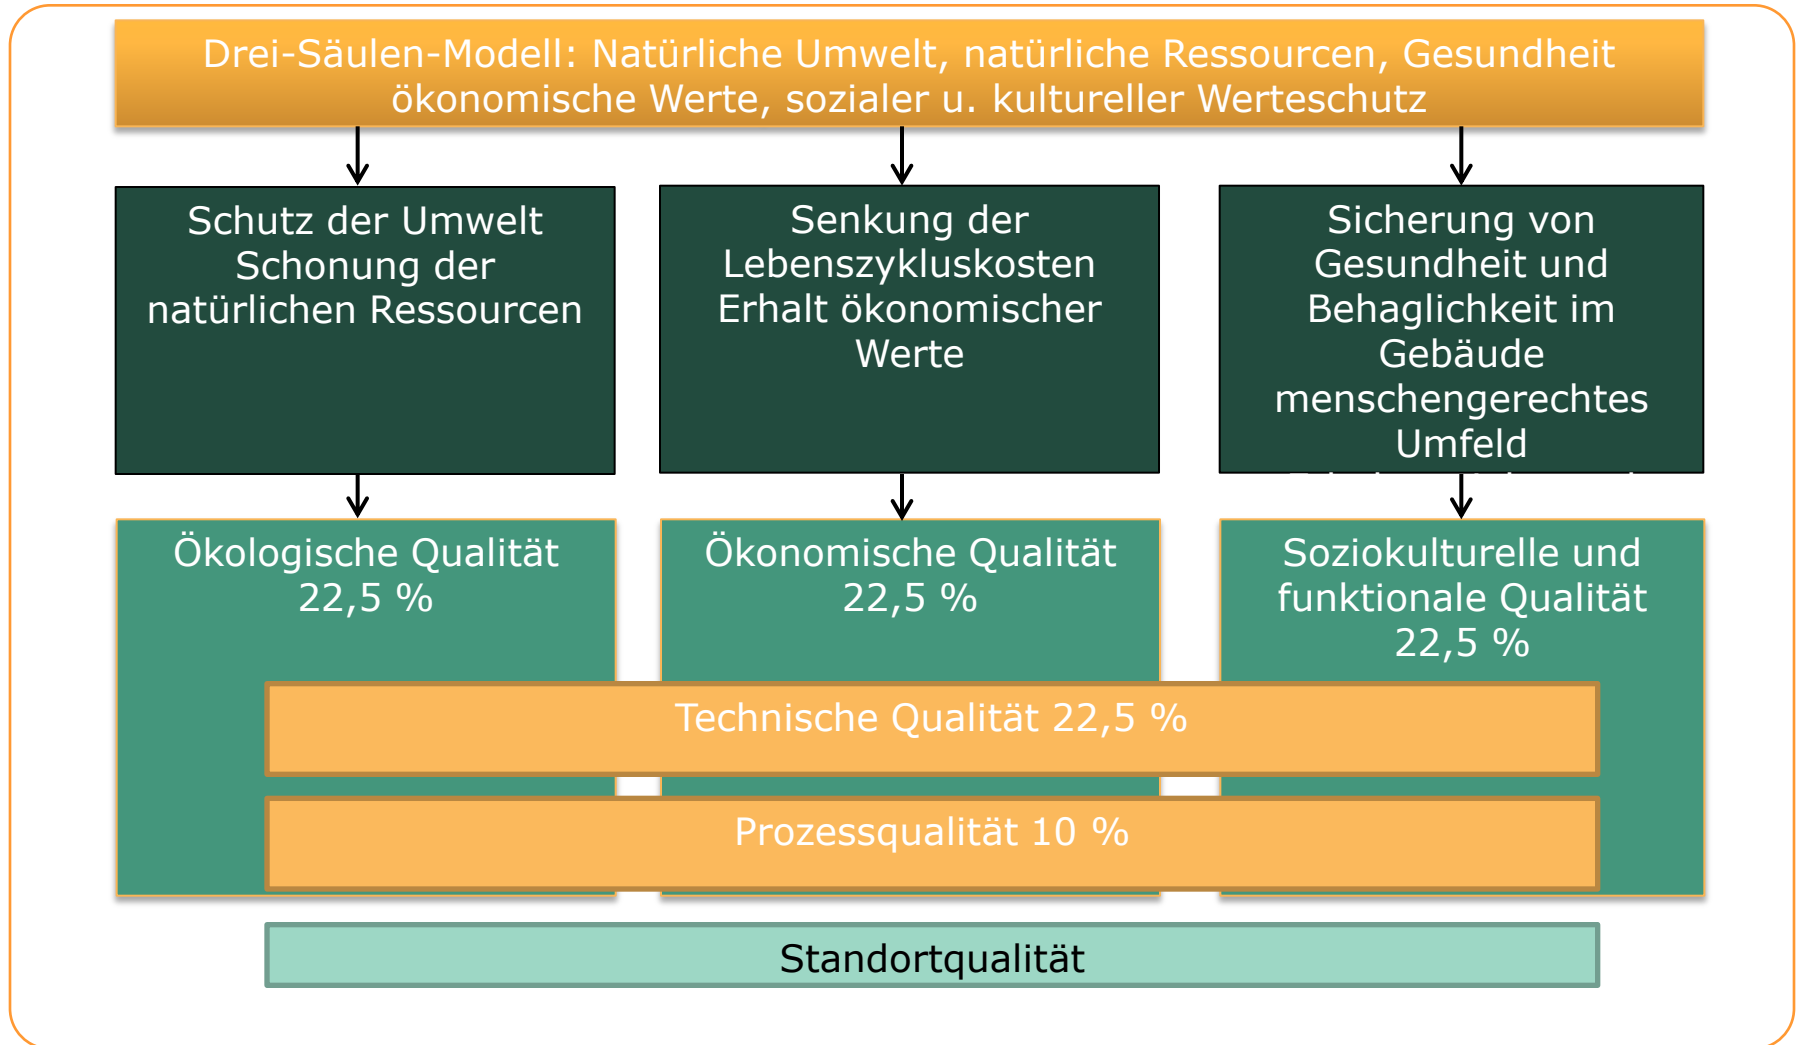 Drei-Säulen-Modell: Natürliche Umwelt, natürliche Ressourcen, Gesundheit
ökonomische Werte, sozialer u. kultureller Werteschutz
Schutz der Umwelt
Schonung der
natürlichen Ressourcen
Senkung der
Lebenszykluskosten
Erhalt ökonomischer
Werte
Sicherung von
Gesundheit und
Behaglichkeit im
Gebäude
menschengerechtes
Umfeld
Ökologische Qualität
22,5 %
Ökonomische Qualität
22,5 %
Soziokulturelle und
funktionale Qualität
22,5 %
Technische Qualität 22,5 %
Prozessqualität 10 %
Standortqualität